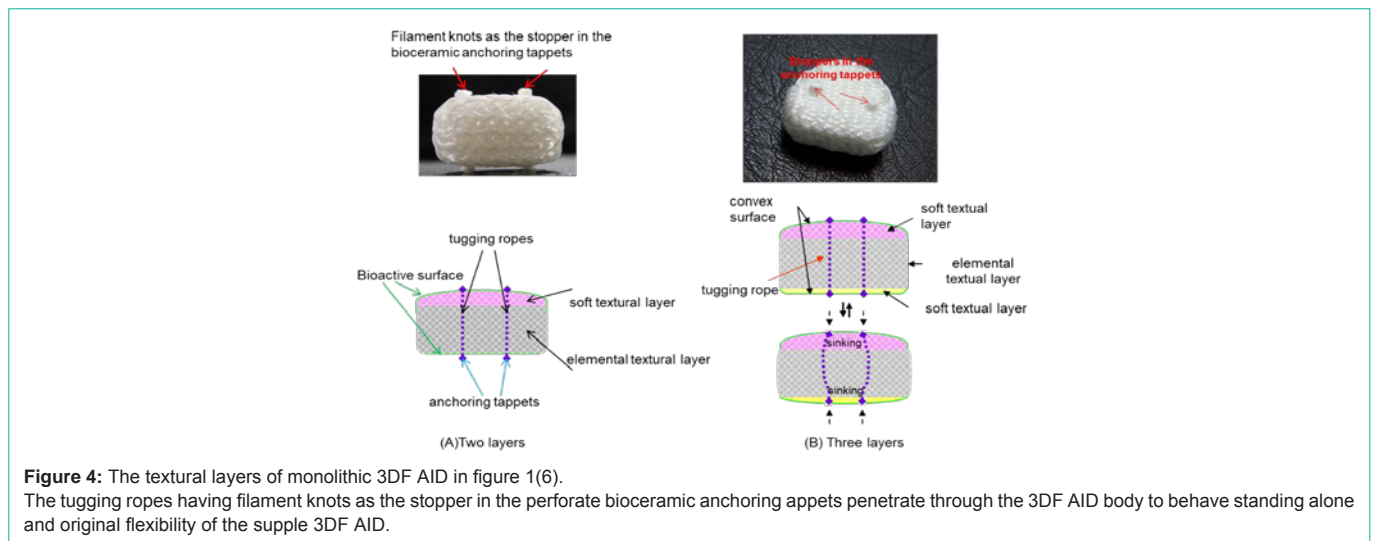 Filament knots as the stopper in the
bioceramic anchoring tappets
Stoppers in the
anchoring tappets
tugging ropes
Bioactive surface
soft textural layer
elemental textural layer
anchoring tappets
(A)Two layers
convex
surface
soft textual
layer
elemental
textual layer
tugging rope
soft textual layer
sinking
sinking
(B) Three layers
Figure 4: The textural layers of monolithic 3DF AID in figure 1(6).
The tugging ropes having filament knots as the stopper in the perforate bioceramic anchoring appets penetrate through the 3DF AID body to behave standing alone
and original flexibility of the supple 3DF AID.